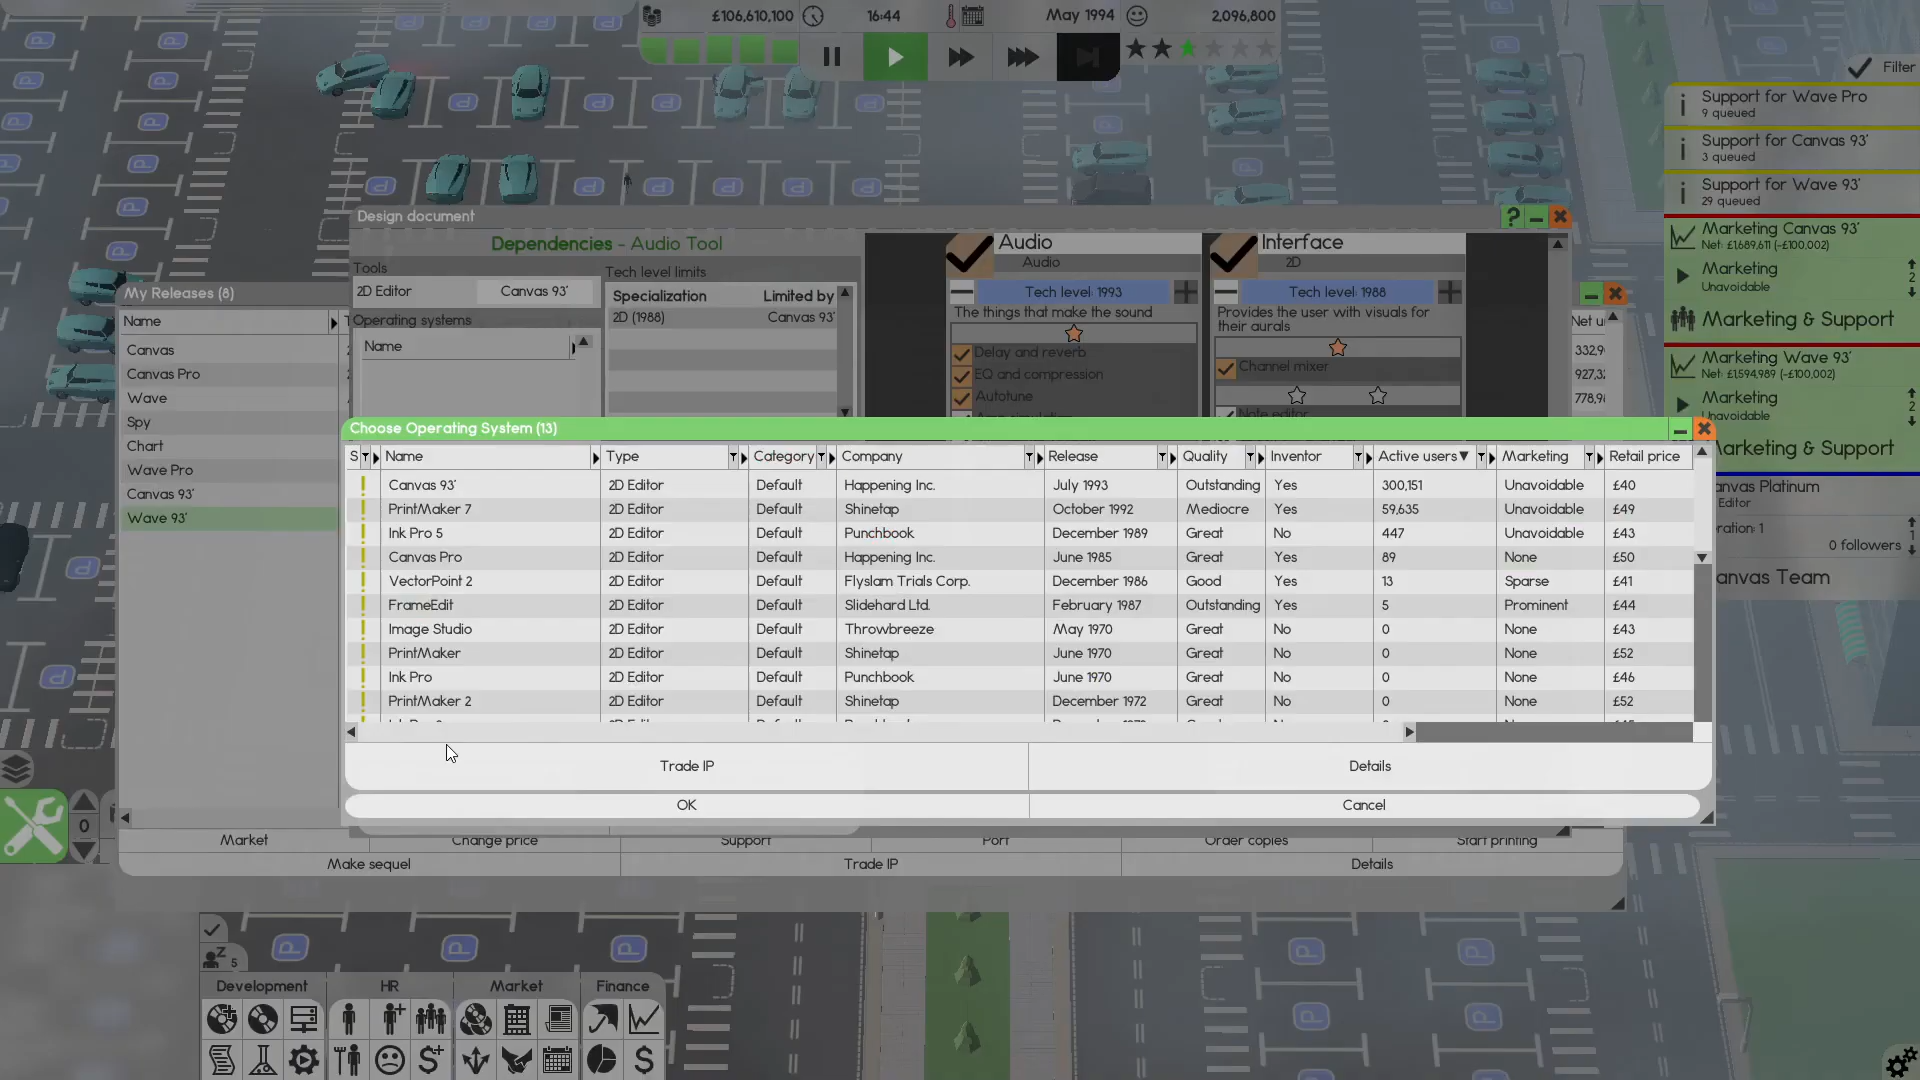 £106,610,100 16:44 May 1994 2,096,800
Filter
Support for Wave Pro
9 queued
Support for Canvas 93'
3 queued
Support for Wave 93'
29 queued
Marketing Canvas 93'
Net: £1,689,611 (-£100,002)
Marketing
Unavoidable
2
Marketing & Support
Marketing Wave 93'
Net: £1,594,989 (-£100,002)
Marketing
Unavoidable
2
arketing & Support
anvas Platinum
Editor
eration: 1
1
0 followers
anvas Team
Design document
?
Dependencies - Audio Tool
Tools
2D Editor Canvas 93'
Operating systems
Name
Tech level limits
Specialization Limited by
2D (1988) Canvas 93'
Audio
Audio
Tech level: 1993
The things that make the sound
Delay and reverb
EQ and compression
Autotune
Interface
2D
Tech level: 1988
Provides the user with visuals for
their aurals
Channel mixer
Note editor
My Releases (8)
Name
Canvas
Canvas Pro
Wave
Spy
Chart
Wave Pro
Canvas 93'
Wave 93'
Net u
332,9
927,3
778,9
Choose Operating System (13)
S Name Type Category Company Release Quality Inventor Active users Marketing Retail price
Canvas 93' 2D Editor Default Happening Inc. July 1993 Outstanding Yes 300,151 Unavoidable £40
PrintMaker 7 2D Editor Default Shinetap October 1992 Mediocre Yes 59,635 Unavoidable £49
Ink Pro 5 2D Editor Default Punchbook December 1989 Great No 447 Unavoidable £43
Canvas Pro 2D Editor Default Happening Inc. June 1985 Great Yes 89 None £50
VectorPoint 2 2D Editor Default Flyslam Trials Corp. December 1986 Good Yes 13 Sparse £41
FrameEdit 2D Editor Default Slidehard Ltd. February 1987 Outstanding Yes 5 Prominent £44
Image Studio 2D Editor Default Throwbreeze May 1970 Great No 0 None £43
PrintMaker 2D Editor Default Shinetap June 1970 Great No 0 None £52
Ink Pro 2D Editor Default Punchbook June 1970 Great No 0 None £46
PrintMaker 2 2D Editor Default Shinetap December 1972 Great No 0 None £52
Trade IP Details
OK Cancel
Market Change price Support Port Order copies Start printing
Make sequel Trade IP Details
0
5
Development HR Market Finance